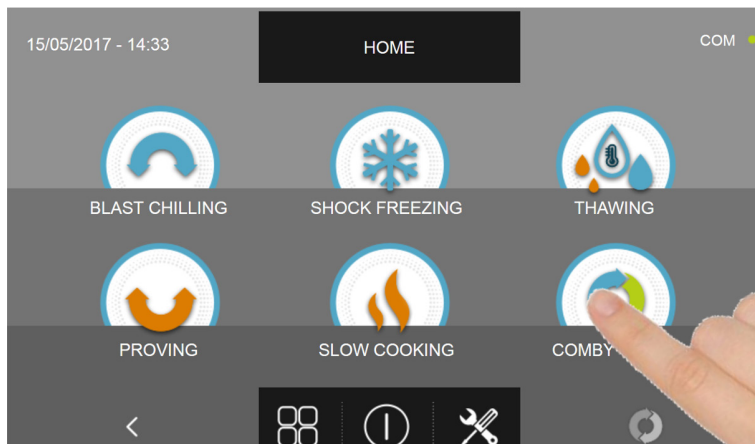 15/05/2017 - 14:33
HOME
COM
BLAST CHILLING
SHOCK FREEZING
THAWING
PROVING
SLOW COOKING
COMBY